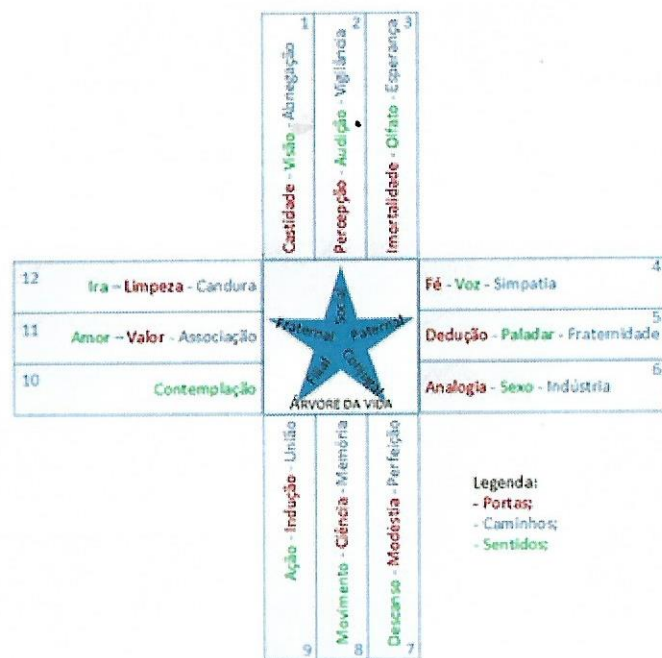 1
Castidade - Visão - Abnegação
2
Percepção - Audição - Vigilância
3
Imortalidade - Olfato - Esperança
12
Ira – Limpeza - Candura
11
Amor – Valor - Associação
10
Contemplação
Social
Fraternal
Paternal
Filial
Conjugal
ÁRVORE DA VIDA
4
Fé - Voz - Simpatia
5
Dedução - Paladar - Fraternidade
6
Analogia - Sexo - Indústria
Ação - Indução - União
9
Movimento - Ciência - Memória
8
Descanso - Modéstia - Perfeição
7
Legenda:
- Portas;
- Caminhos;
- Sentidos;